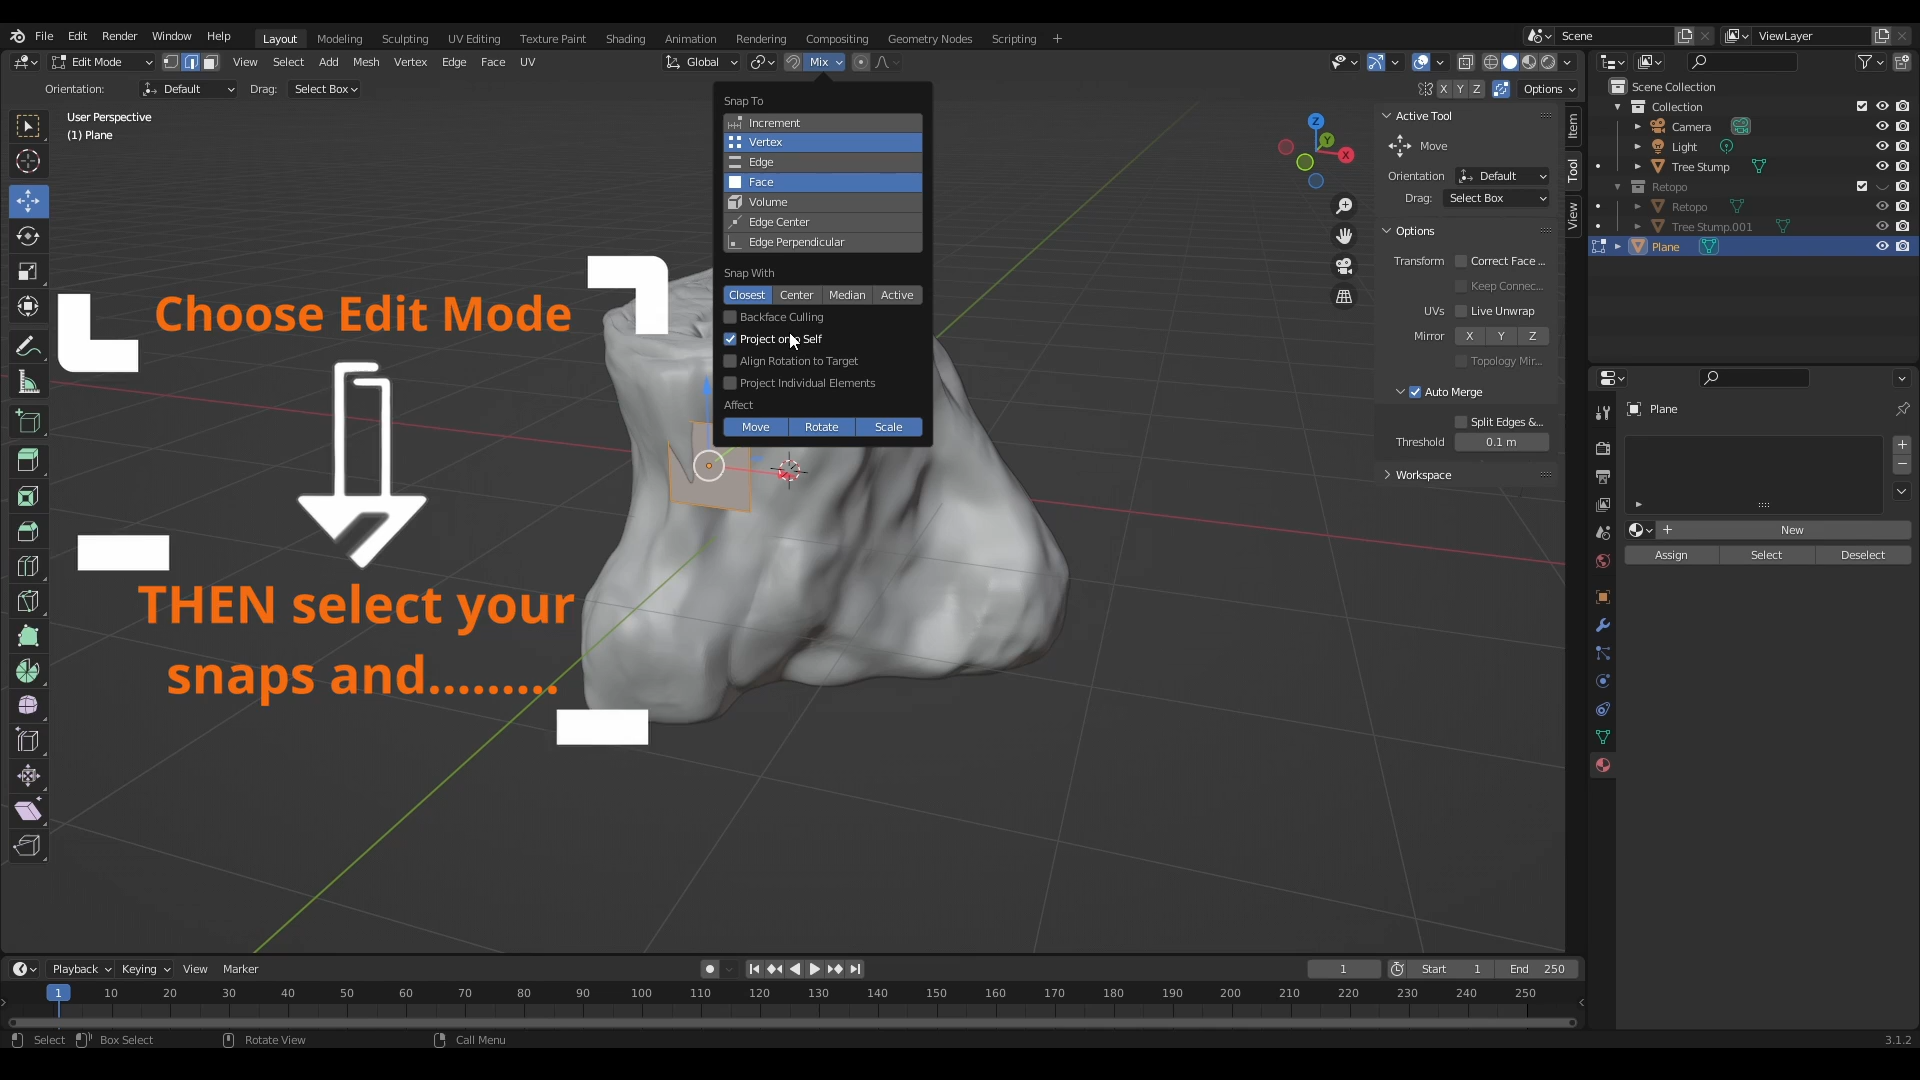 File Edit Render Window Help
Layout Modeling Sculpting UV Editing Texture Paint Shading Animation Rendering Compositing Geometry Nodes Scripting +
Scene
ViewLayer
Edit Mode View Select Add Mesh Vertex Edge Face UV
Global Mix
Orientation: Default Drag: Select Box
X Y Z Options
User Perspective
(1) Plane
Snap To
Increment
Vertex
Edge
Face
Volume
Edge Center
Edge Perpendicular
Snap With
Closest Center Median Active
Backface Culling
Project onto Self
Align Rotation to Target
Project Individual Elements
Affect
Move Rotate Scale
Choose Edit Mode
THEN select your
snaps and.........
Z
Y
X
Active Tool
Move
Orientation Default
Drag: Select Box
Options
Transform Correct Face ...
Keep Connec...
UVs Live Unwrap
Mirror X Y Z
Topology Mir...
Auto Merge
Split Edges &...
Threshold 0.1 m
Workspace
Item
Tool
View
Scene Collection
Collection
Camera
Light
Tree Stump
Retopo
Retopo
Tree Stump.001
Plane
Plane
New
Assign Select Deselect
Playback Keying View Marker
1 Start 1 End 250
1 10 20 30 40 50 60 70 80 90 100 110 120 130 140 150 160 170 180 190 200 210 220 230 240 250
Select Box Select Rotate View Call Menu
3.1.2